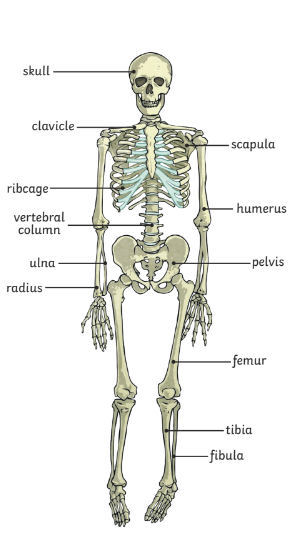 skull
clavicle
scapula
ribcage
humerus
vertebral
column
ulna
pelvis
radius
femur
tibia
fibula